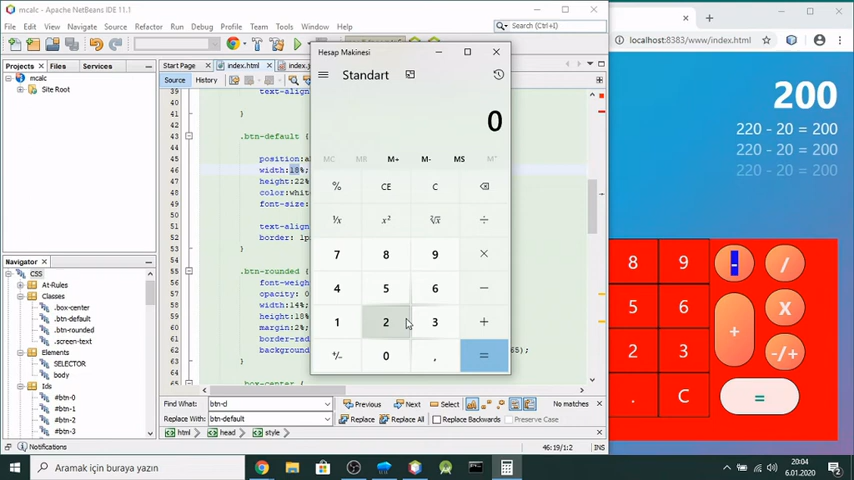 mcalc - Apache NetBeans IDE 11.1
File Edit View Navigate Source Refactor Run Debug Profile Team Tools Window Help
Search (Ctrl+I)
Projects Files Services
mcalc
Site Root
Start Page index.html
Source History
39 text-align
40
41 }
42
43 .btn-default {
44
45 position:a
46 width:18%;
47 height:22%
48 color:white
49 font-size:
50
51 text-align
52 border: 1p
53 }
54
55 .btn-rounded {
56 font-weight
57 opacity: 0
58 width:14%;
59 height:18%
60 margin:2%;
61 border-rad
62 background 65);
63 }
64
65 .box-center {
Navigator
CSS
At-Rules
Classes
.box-center
.btn-default
.btn-rounded
.screen-text
Elements
SELECTOR
body
Ids
#btn-0
#btn-1
#btn-2
#btn-3
#btn-4
Find What: btn-d Previous Next Select No matches
Replace With: btn-default Replace Replace All Replace Backwards Preserve Case
html head style
Notifications 46:19/1:2 INS
Hesap Makinesi
Standart
0
MC MR M+ M- MS M
% CE C
¹/x x² ²√x ÷
7 8 9 ×
4 5 6 −
1 2 3 +
+/- 0 , =
localhost:8383/www/index.html
200
220 - 20 = 200
220 - 20 = 200
220 - 20 = 200
8 9 - /
5 6 + X
2 3 -/+
. C =
Aramak için buraya yazın
20:04
6.01.2020
2